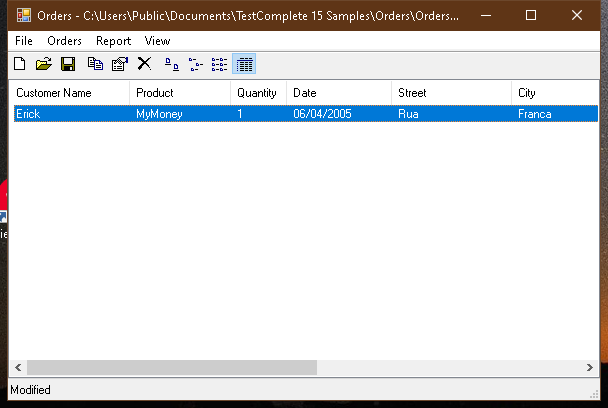 Orders - C:\Users\Public\Documents\TestComplete 15 Samples\Orders\Orders...
File Orders Report View
Customer Name Product Quantity Date Street City
Erick MyMoney 1 06/04/2005 Rua Franca
ie
Modified